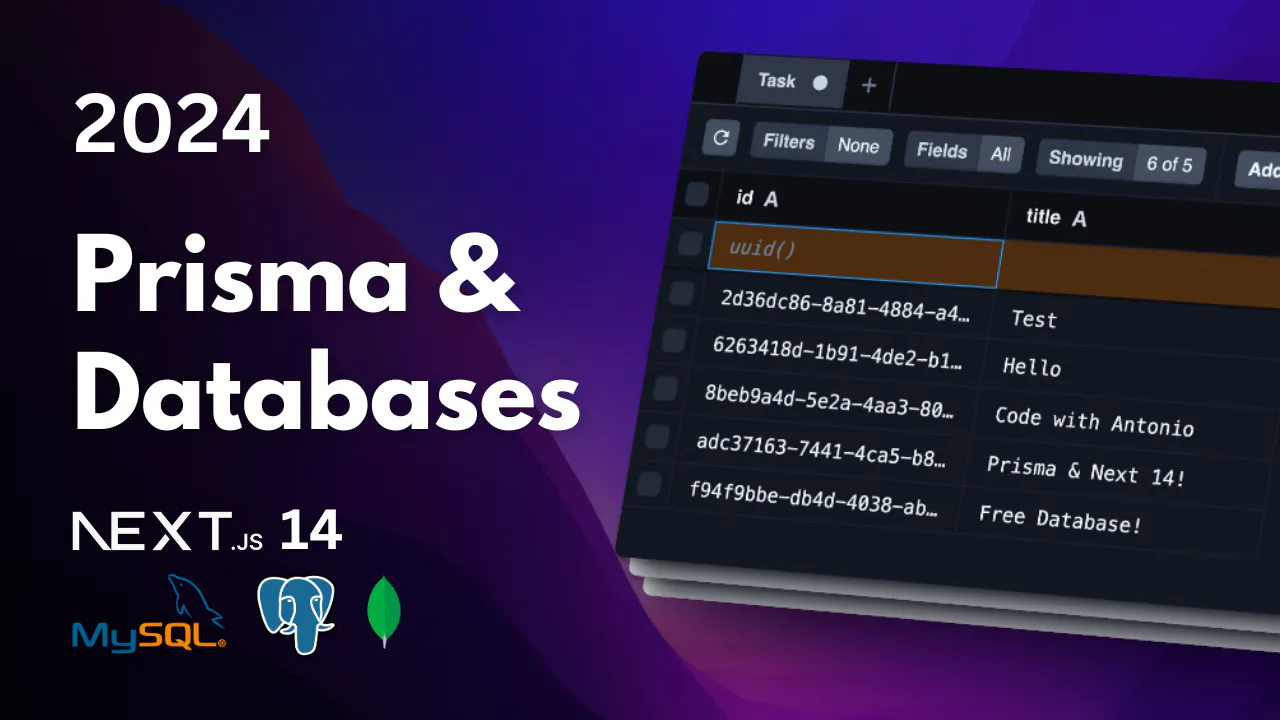 2024
Prisma &
Databases
NEXT.JS 14
MySQL®
Task +
Filters None Fields All Showing 6 of 5
id A title A
uuid()
2d36dc86-8a81-4884-a4… Test
6263418d-1b91-4de2-b1… Hello
8beb9a4d-5e2a-4aa3-80… Code with Antonio
adc37163-7441-4ca5-b8… Prisma & Next 14!
f94f9bbe-db4d-4038-ab… Free Database!